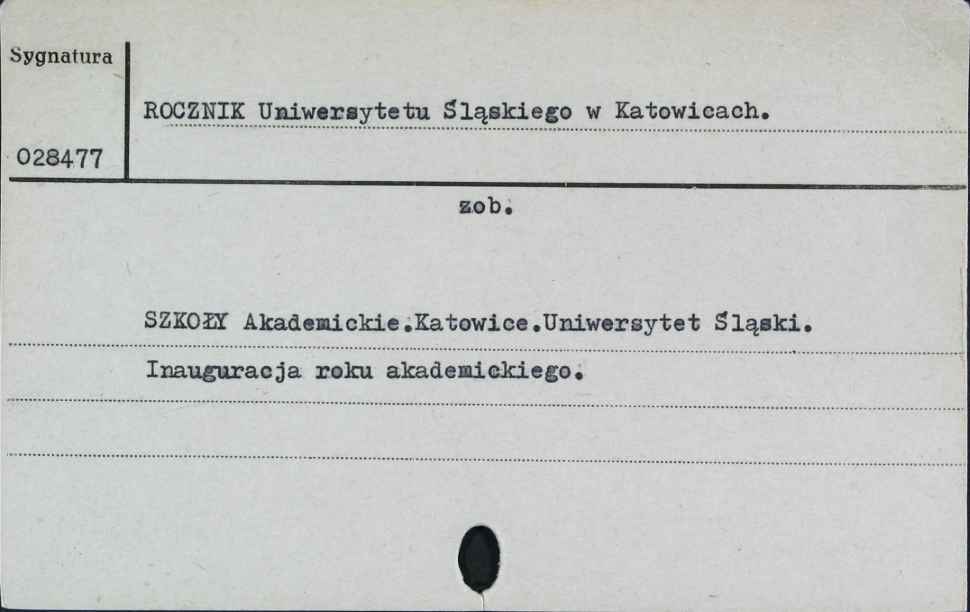 Sygnatura
ROCZNIK Uniwersytetu Śląskiego w Katowicach.
028477
zob.
SZKOŁY Akademickie.Katowice.Uniwersytet Śląski.
Inauguracja roku akademickiego.